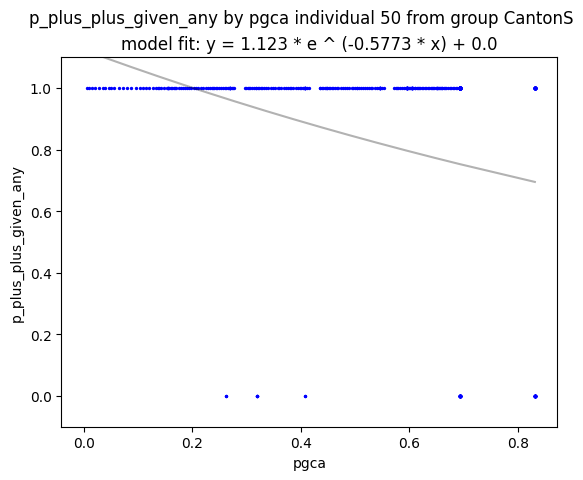 p_plus_plus_given_any by pgca individual 50 from group CantonS
model fit: y = 1.123 * e ^ (-0.5773 * x) + 0.0
p_plus_plus_given_any
1.0
0.8
0.6
0.4
0.2
0.0
0.0 0.2 0.4 0.6 0.8
pgca